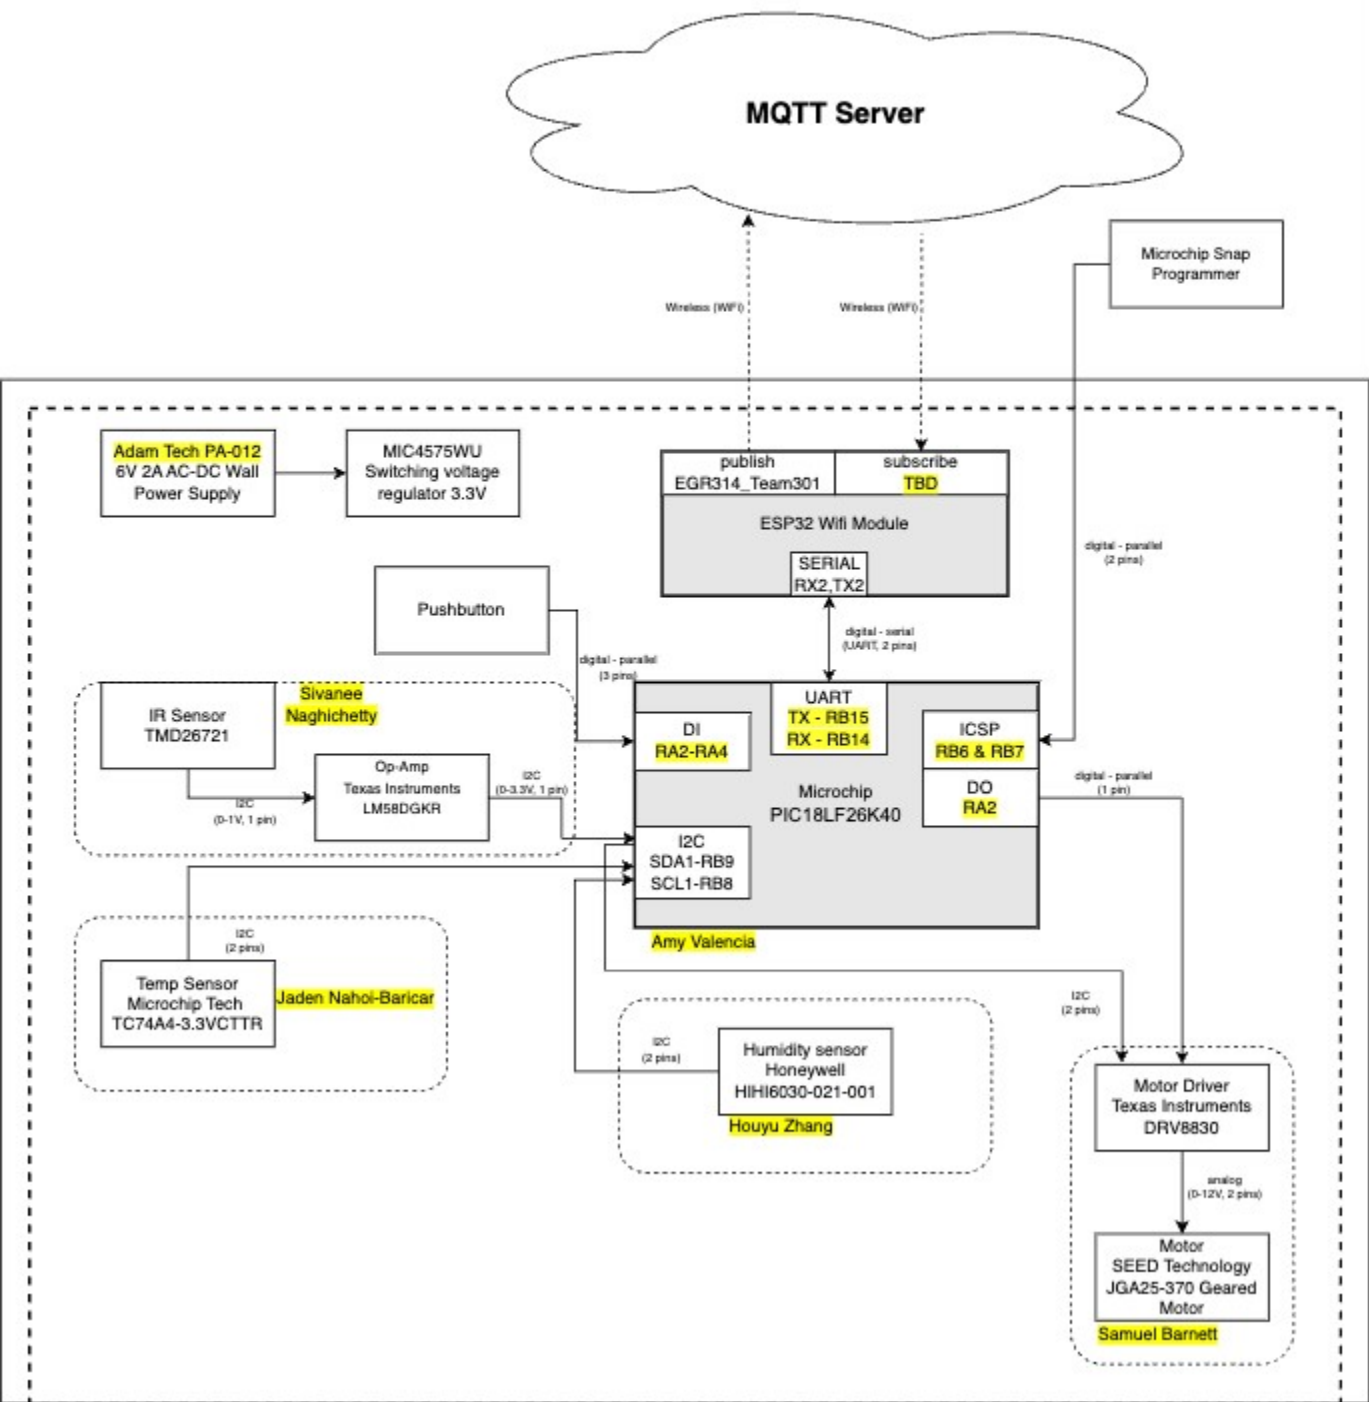 MQTT Server
Microchip Snap
Programmer
Wireless (WiFi)
Wireless (WiFi)
Adam Tech PA-012
6V 2A AC-DC Wall
Power Supply
MIC4575WU
Switching voltage
regulator 3.3V
publish
EGR314_Team301
subscribe
TBD
ESP32 Wifi Module
SERIAL
RX2,TX2
digital - parallel
(2 pins)
Pushbutton
digital - serial
(UART, 2 pins)
digital - parallel
(3 pins)
Sivanee
Naghichetty
IR Sensor
TMD26721
I2C
(0-1V, 1 pin)
Op-Amp
Texas Instruments
LM58DGKR
I2C
(0-3.3V, 1 pin)
DI
RA2-RA4
UART
TX - RB15
RX - RB14
ICSP
RB6 & RB7
DO
RA2
Microchip
PIC18LF26K40
I2C
SDA1-RB9
SCL1-RB8
digital - parallel
(1 pin)
Amy Valencia
I2C
(2 pins)
Temp Sensor
Microchip Tech
TC74A4-3.3VCTTR
Jaden Nahoi-Baricar
I2C
(2 pins)
Humidity sensor
Honeywell
HIHI6030-021-001
Houyu Zhang
I2C
(2 pins)
Motor Driver
Texas Instruments
DRV8830
analog
(0-12V, 2 pins)
Motor
SEED Technology
JGA25-370 Geared
Motor
Samuel Barnett